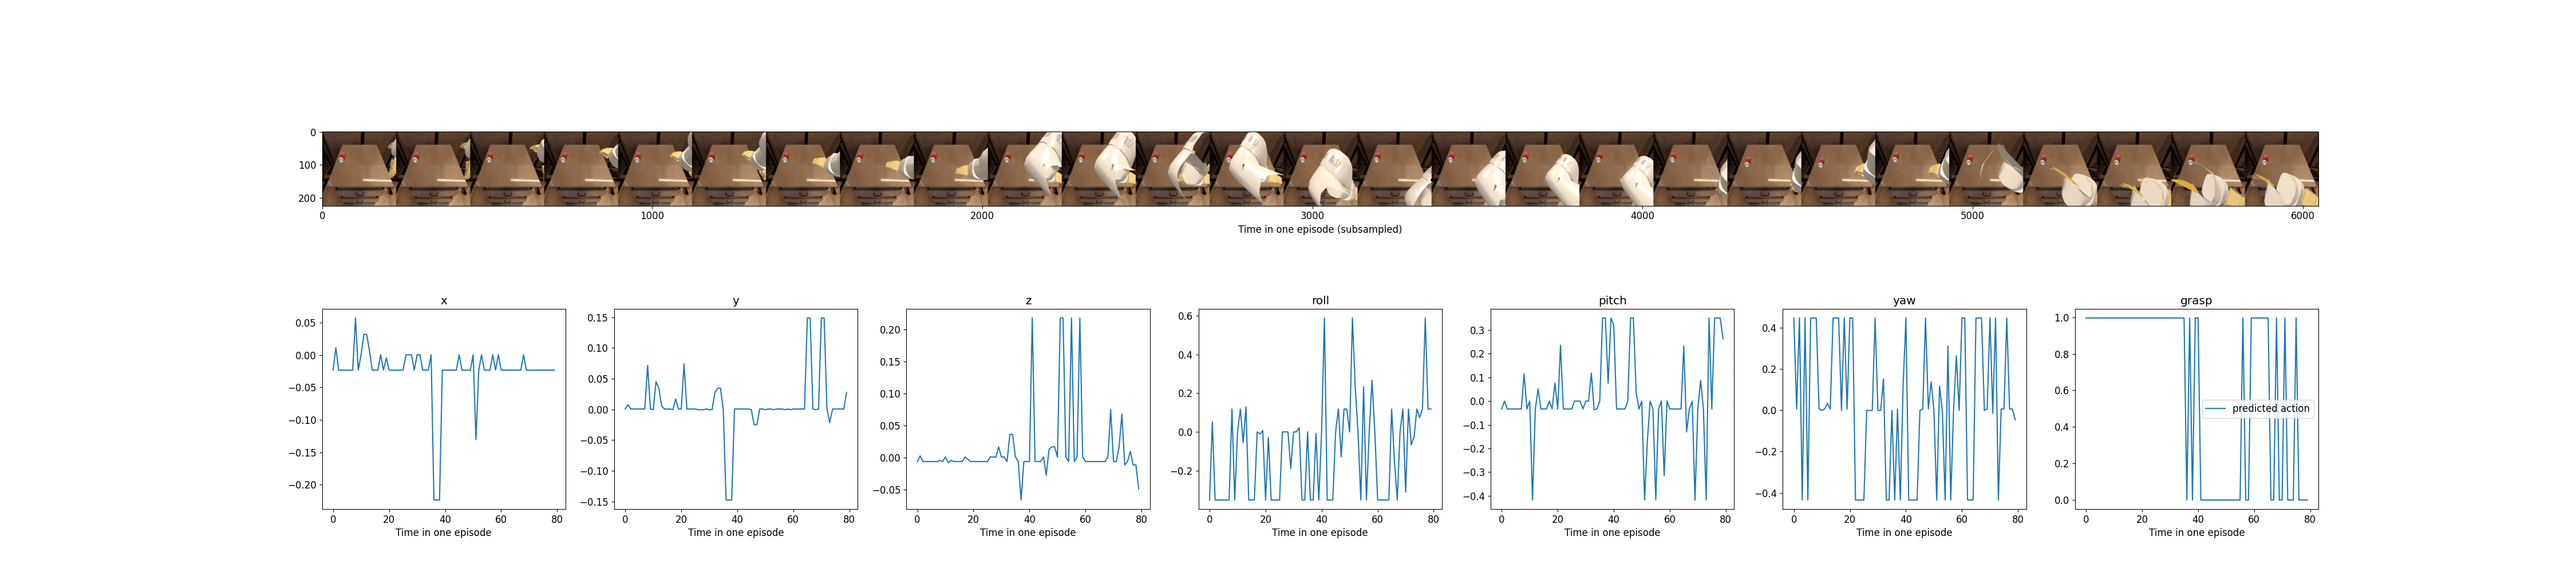 0
100
200
0 1000 2000 3000 4000 5000 6000
Time in one episode (subsampled)
x
0.05
0.00
−0.05
−0.10
−0.15
−0.20
0 20 40 60 80
Time in one episode
y
0.15
0.10
0.05
0.00
−0.05
−0.10
−0.15
0 20 40 60 80
Time in one episode
z
0.20
0.15
0.10
0.05
0.00
−0.05
0 20 40 60 80
Time in one episode
roll
0.6
0.4
0.2
0.0
−0.2
0 20 40 60 80
Time in one episode
pitch
0.3
0.2
0.1
0.0
−0.1
−0.2
−0.3
−0.4
0 20 40 60 80
Time in one episode
yaw
0.4
0.2
0.0
−0.2
−0.4
0 20 40 60 80
Time in one episode
grasp
1.0
0.8
0.6
0.4
0.2
0.0
predicted action
0 20 40 60 80
Time in one episode